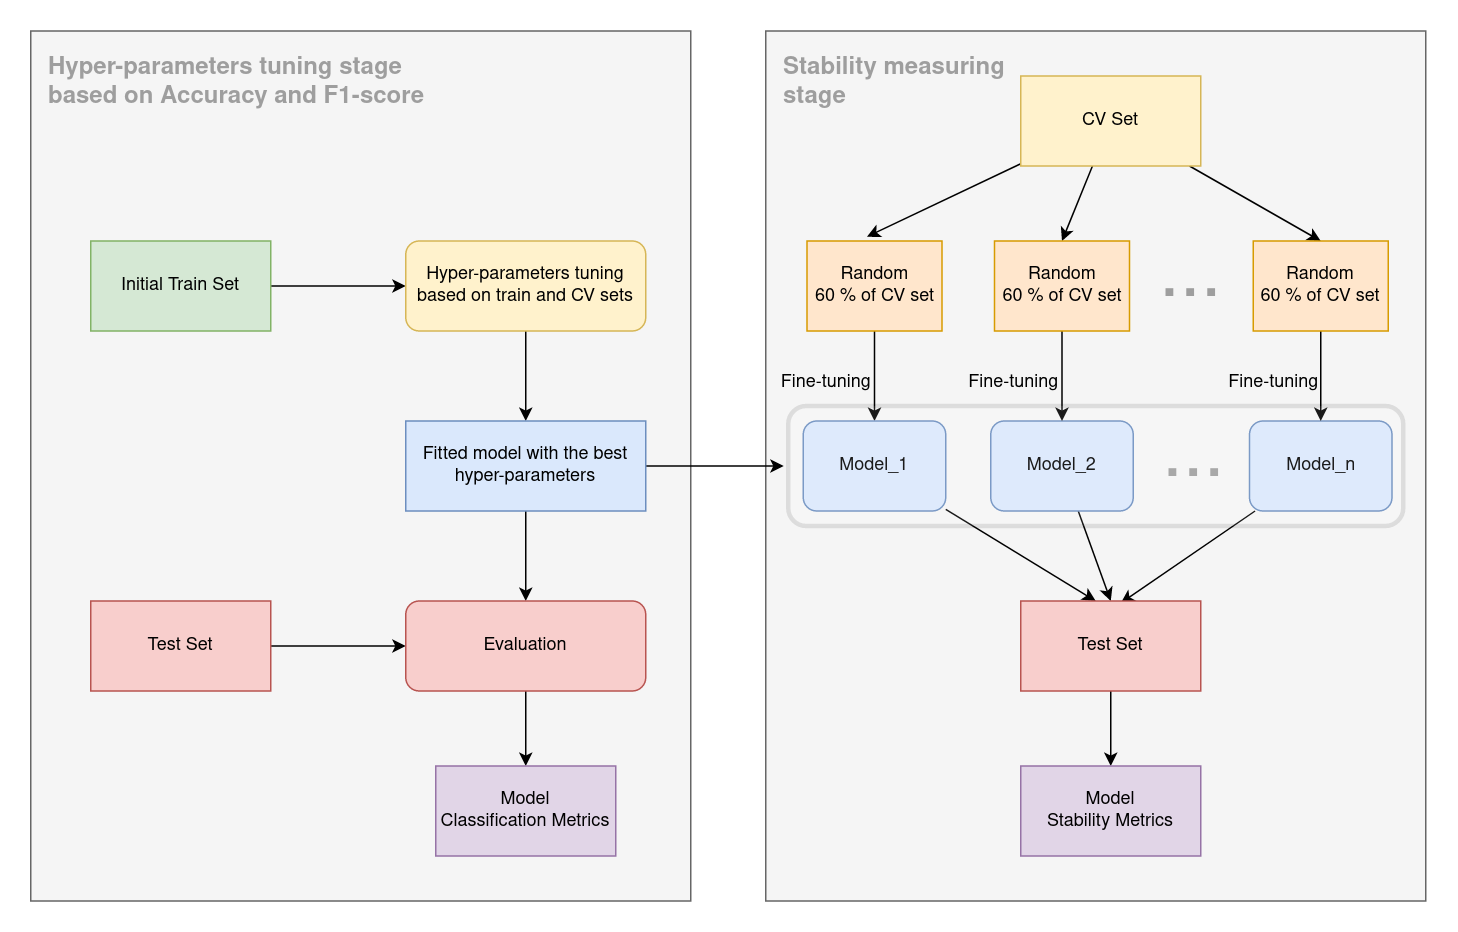 Hyper-parameters tuning stage
based on Accuracy and F1-score
Initial Train Set
Hyper-parameters tuning
based on train and CV sets
Fitted model with the best
hyper-parameters
Test Set
Evaluation
Model
Classification Metrics
Stability measuring
stage
CV Set
Random
60 % of CV set
Random
60 % of CV set
...
Random
60 % of CV set
Fine-tuning
Fine-tuning
Fine-tuning
Model_1
Model_2
...
Model_n
Test Set
Model
Stability Metrics